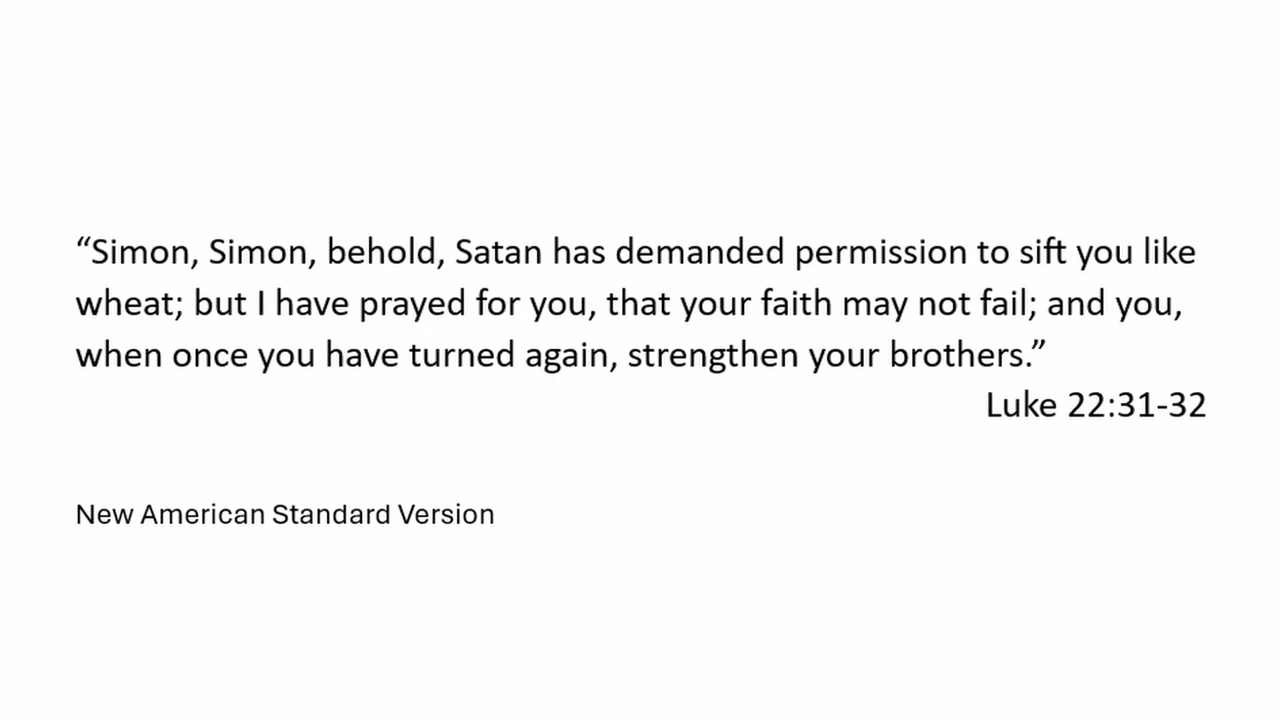 “Simon, Simon, behold, Satan has demanded permission to sift you like
wheat; but I have prayed for you, that your faith may not fail; and you,
when once you have turned again, strengthen your brothers.”
Luke 22:31-32
New American Standard Version